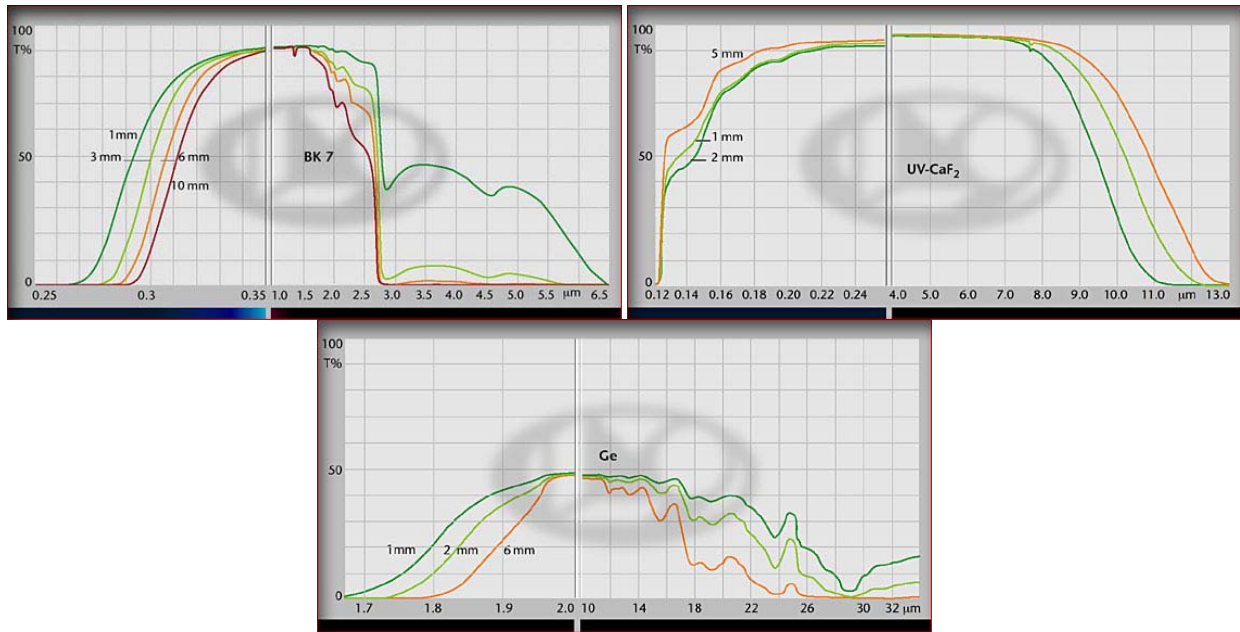 100
T%
1mm
3 mm
6 mm
50
BK 7
10 mm
0
0.25 0.3 0.35 1.0 1.5 2.0 2.5 3.0 4.0 4.5 5.0 5.5 μm 6.5
100
T%
5 mm
1 mm
50
2 mm
UV-CaF₂
0
0.12 0.14 0.16 0.18 0.20 0.22 0.24 4.0 5.0 6.0 7.0 8.0 9.0 10.0 11.0 μm 13.0
100
T%
50
Ge
1mm 2 mm 6 mm
0
1.7 1.8 1.9 2.0 10 14 18 22 26 30 32 μm